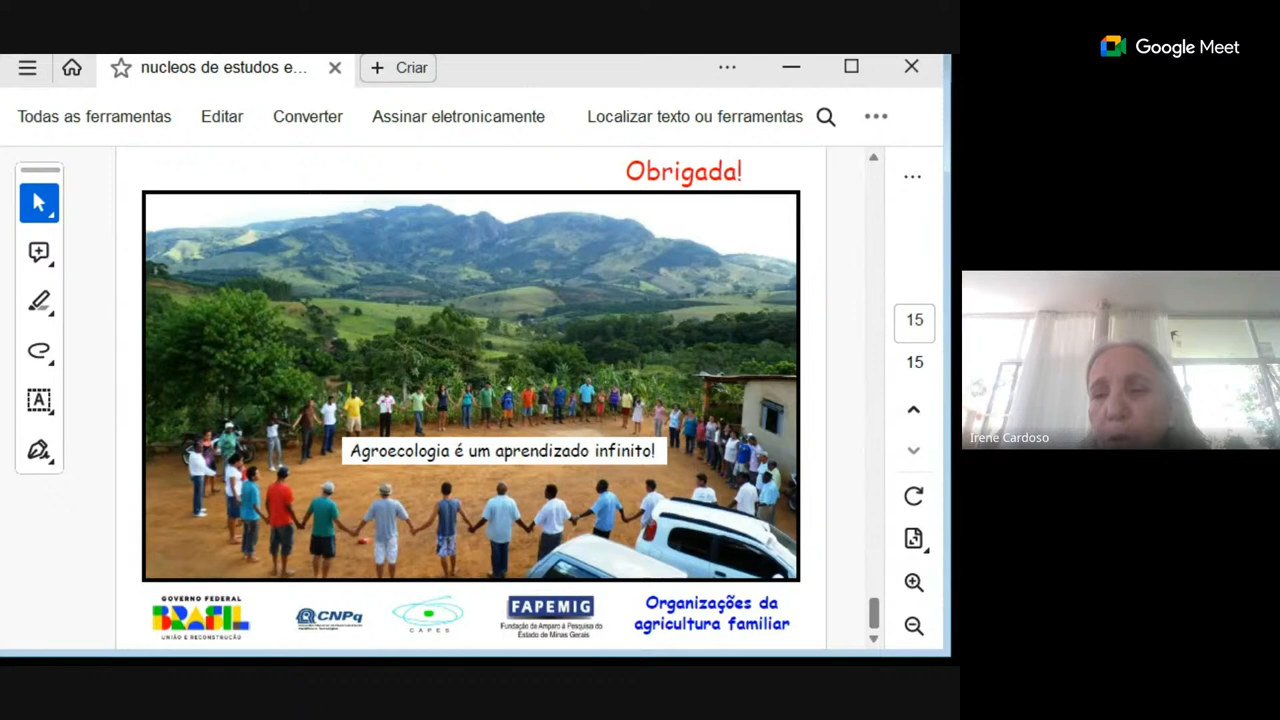 Google Meet
nucleos de estudos e...
Criar
Todas as ferramentas
Editar
Converter
Assinar eletronicamente
Localizar texto ou ferramentas
Obrigada!
Agroecologia é um aprendizado infinito!
15
15
Irene Cardoso
GOVERNO FEDERAL
BRASIL
UNIÃO E RECONSTRUÇÃO
CNPq
CAPES
FAPEMIG
Fundação de Amparo à Pesquisa do
Estado de Minas Gerais
Organizações da
agricultura familiar